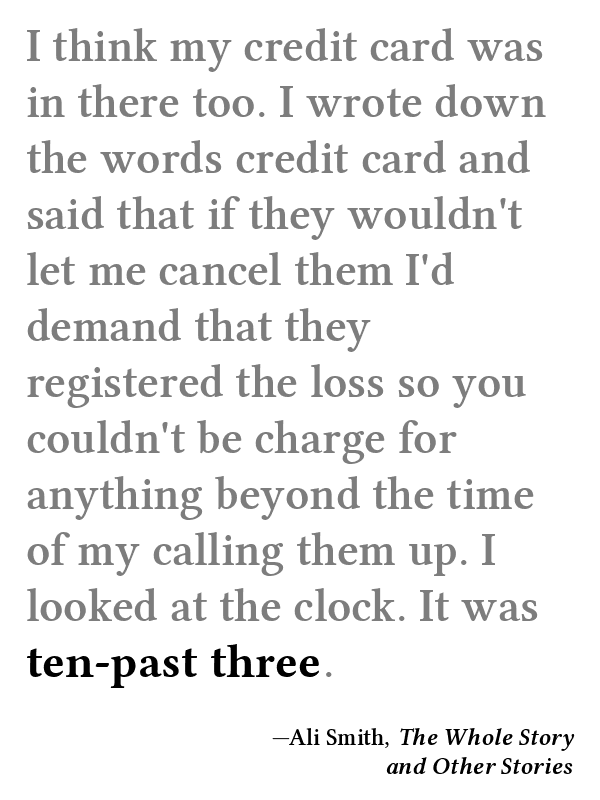 I think my credit card was
in there too. I wrote down
the words credit card and
said that if they wouldn't
let me cancel them I'd
demand that they
registered the loss so you
couldn't be charge for
anything beyond the time
of my calling them up. I
looked at the clock. It was
ten-past three.
—Ali Smith, The Whole Story
and Other Stories